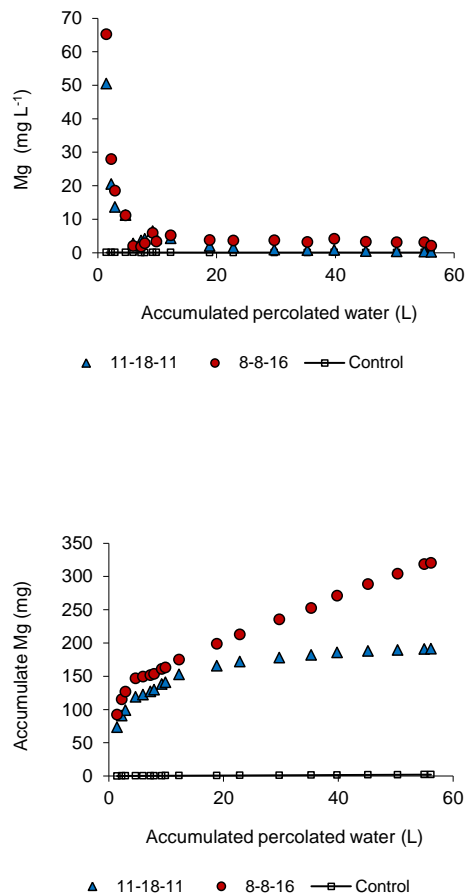 70
60
50
40
30
20
10
0
Mg (mg L-1)
0 20 40 60
Accumulated percolated water (L)
11-18-11 8-8-16 Control
350
300
250
200
150
100
50
0
Accumulate Mg (mg)
0 20 40 60
Accumulated percolated water (L)
11-18-11 8-8-16 Control